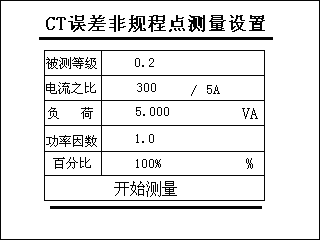 CT误差非规程点测量设置
被测等级 0.2
电流之比 300 / 5A
负 荷 5.000 VA
功率因数 1.0
百分比 100% %
开始测量